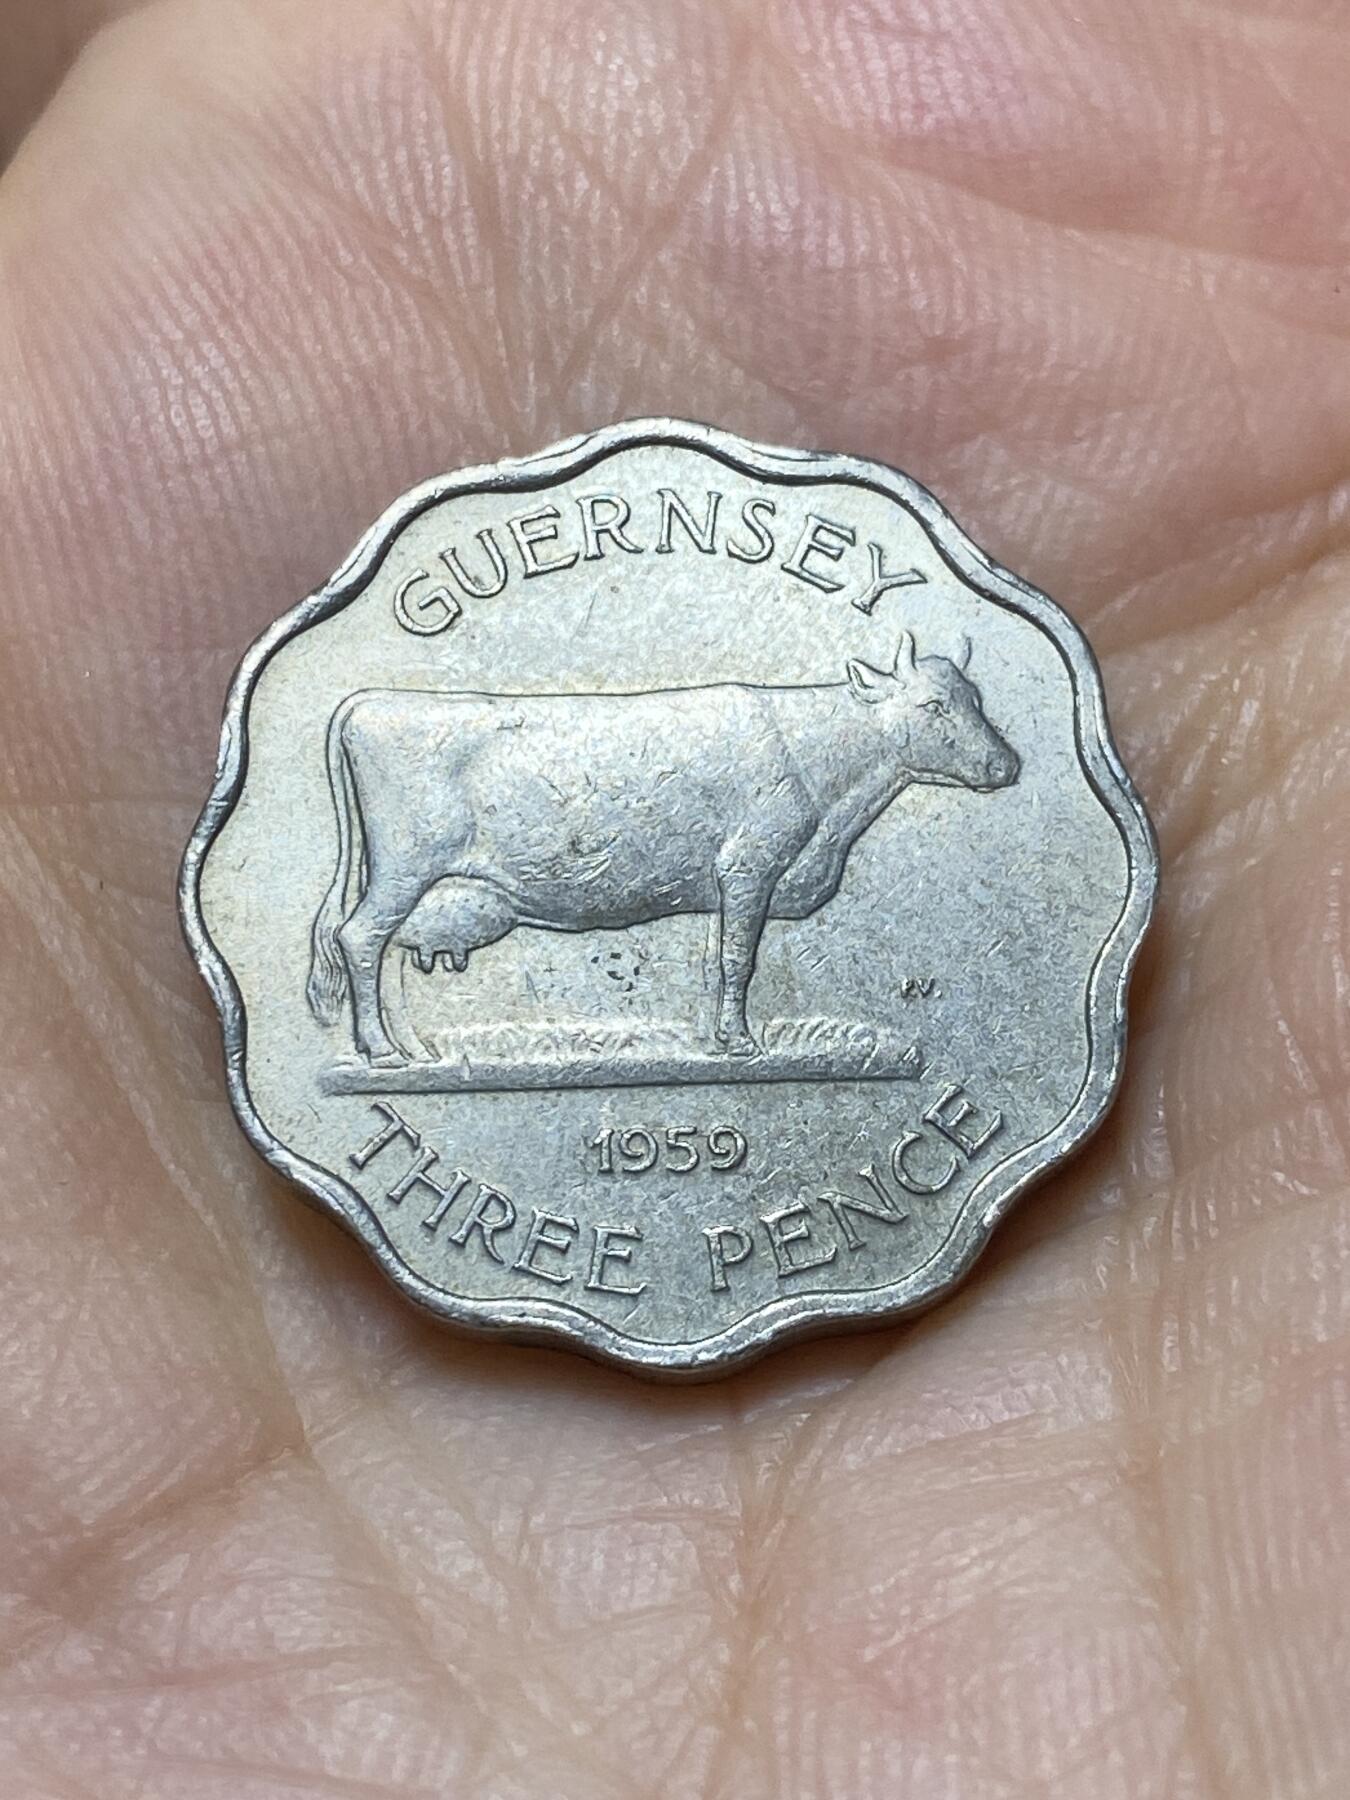 GUERNSEY
P.V.
1959
THREE PENCE